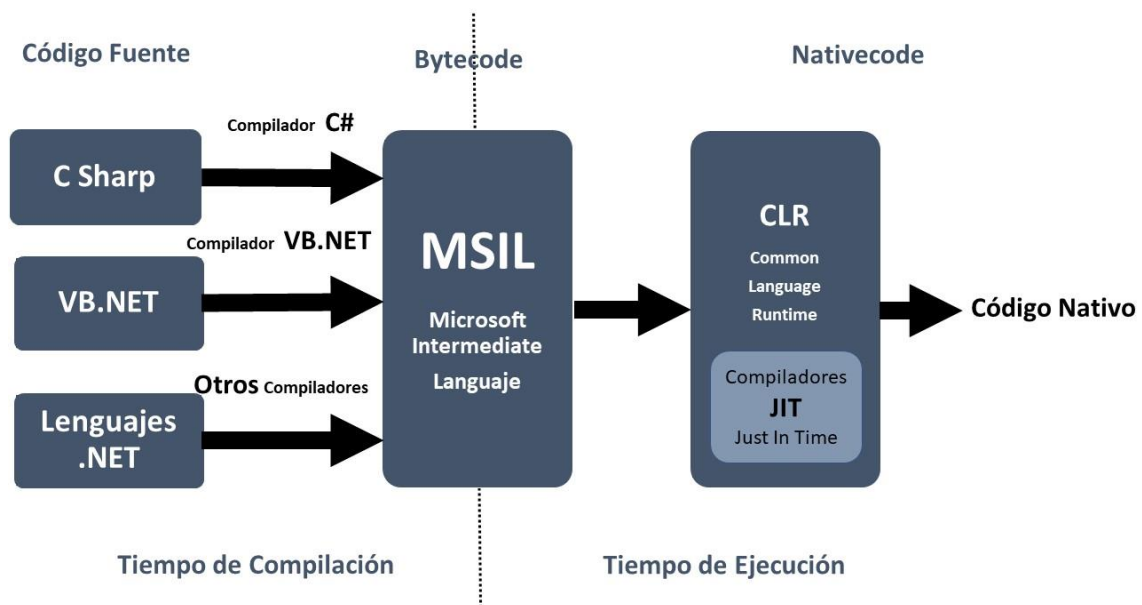 Código Fuente
Bytecode
Nativecode
Compilador C#
C Sharp
Compilador VB.NET
VB.NET
Otros Compiladores
Lenguajes
.NET
MSIL
Microsoft
Intermediate
Languaje
CLR
Common
Language
Runtime
Compiladores
JIT
Just In Time
Código Nativo
Tiempo de Compilación
Tiempo de Ejecución